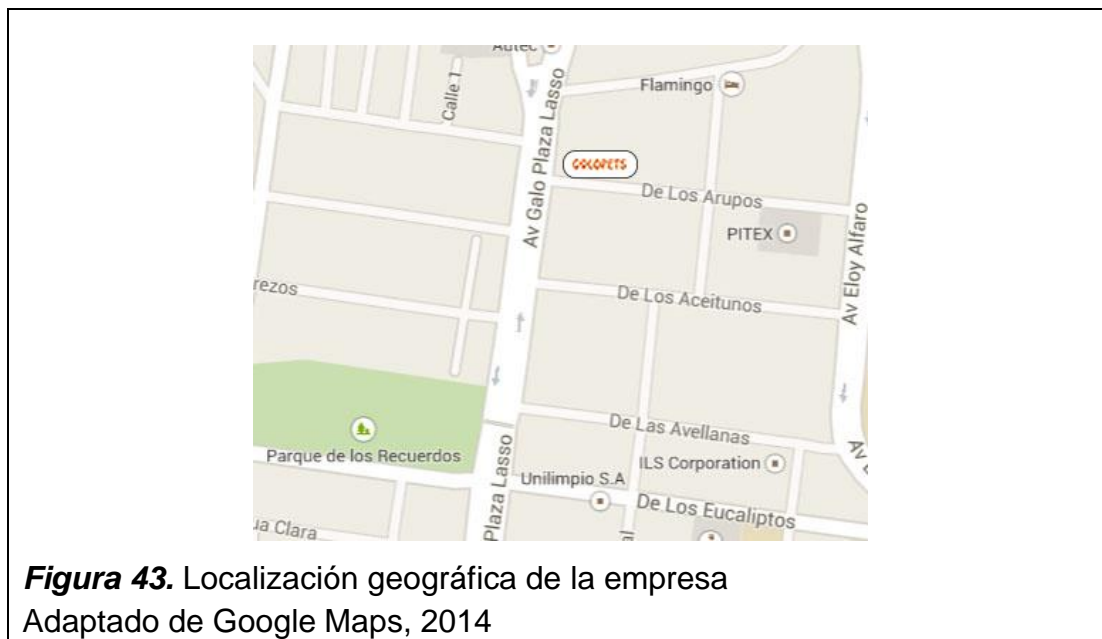 Autec
Calle 1
Flamingo
Av Galo Plaza Lasso
GOLOPETS
De Los Arupos
PITEX
Av Eloy Alfaro
rezos
De Los Aceitunos
De Las Avellanas
Parque de los Recuerdos
ILS Corporation
Unilimpio S.A
Plaza Lasso
De Los Eucaliptos
ua Clara
Figura 43. Localización geográfica de la empresa
Adaptado de Google Maps, 2014